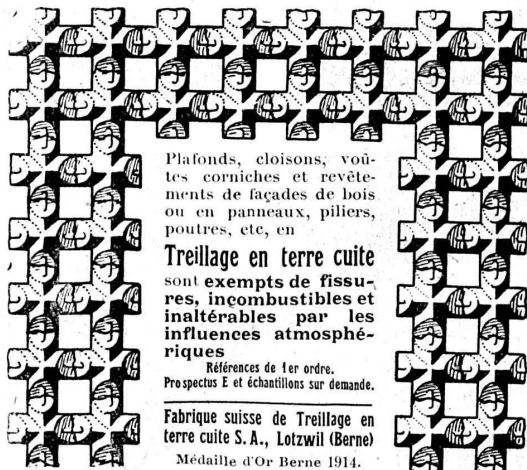 Plafonds, cloisons, voû-
tes corniches et revête-
ments de façades de bois
ou en panneaux, piliers,
poutres, etc, en
Treillage en terre cuite
sont exempts de fissu-
res, incombustibles et
inaltérables par les
influences atmosphé-
riques
Références de 1er ordre.
Prospectus E et échantillons sur demande.
Fabrique suisse de Treillage en
terre cuite S.A., Lotzwil (Berne)
Médaille d'Or Berne 1914.